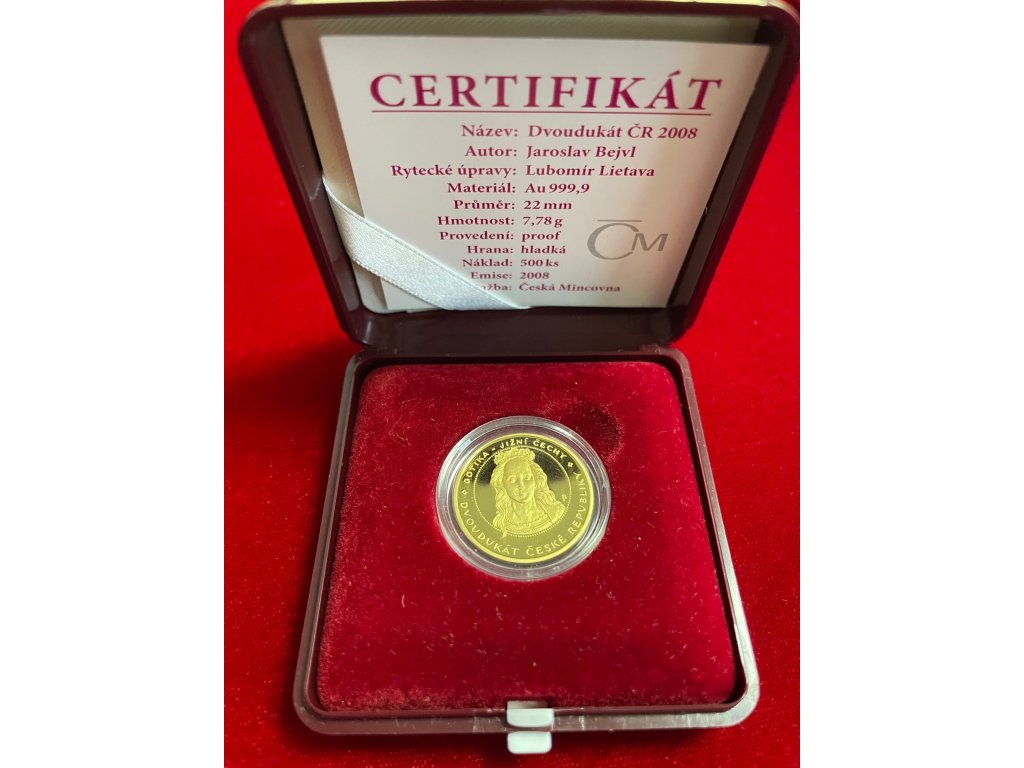 CERTIFIKÁT
Název: Dvoudukát ČR 2008
Autor: Jaroslav Bejvl
Rytecké úpravy: Lubomír Lietava
Materiál: Au 999,9
Průměr: 22 mm
Hmotnost: 7,78 g
Provedení: proof
Hrana: hladká
Náklad: 500 ks
Emise: 2008
Česká Mincovna
ČM
GOTIKA - JIŽNÍ ČECHY
DVOUDUKÁT ČESKÉ REPUBLIKY